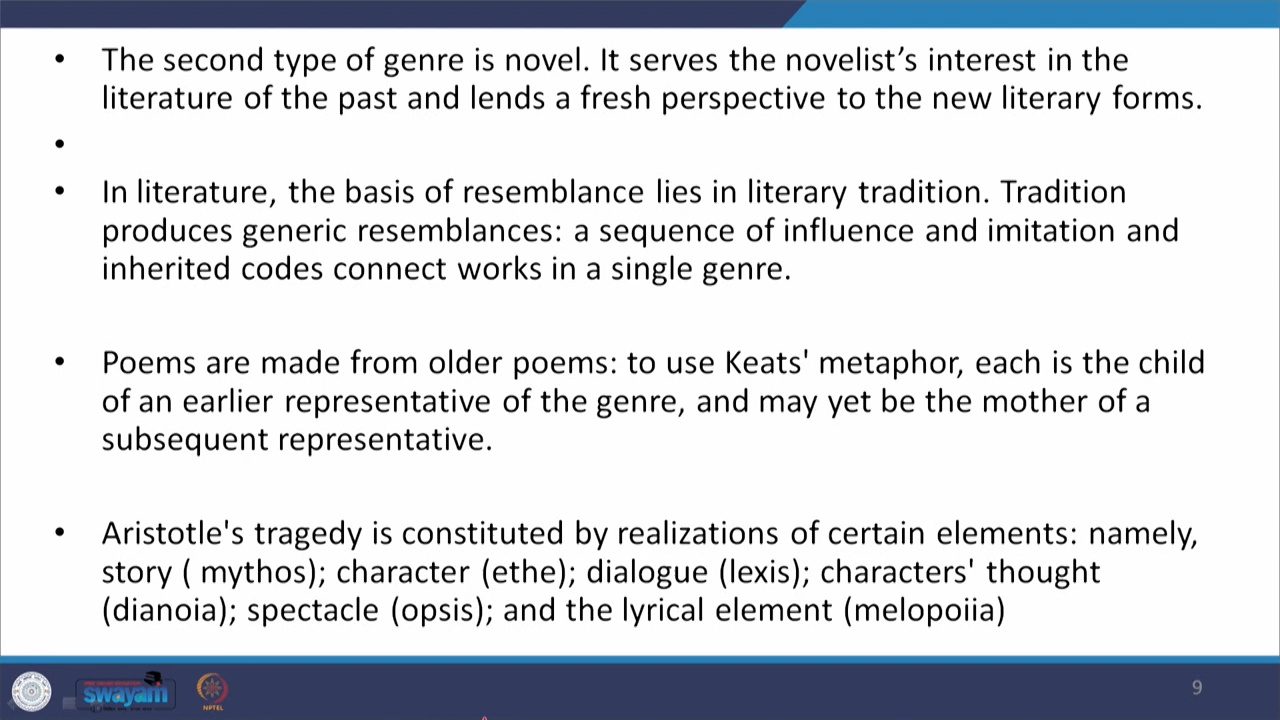 • The second type of genre is novel. It serves the novelist’s interest in the
literature of the past and lends a fresh perspective to the new literary forms.
•
• In literature, the basis of resemblance lies in literary tradition. Tradition
produces generic resemblances: a sequence of influence and imitation and
inherited codes connect works in a single genre.
• Poems are made from older poems: to use Keats' metaphor, each is the child
of an earlier representative of the genre, and may yet be the mother of a
subsequent representative.
• Aristotle's tragedy is constituted by realizations of certain elements: namely,
story ( mythos); character (ethe); dialogue (lexis); characters' thought
(dianoia); spectacle (opsis); and the lyrical element (melopoiia)
swayam
NPTEL
9